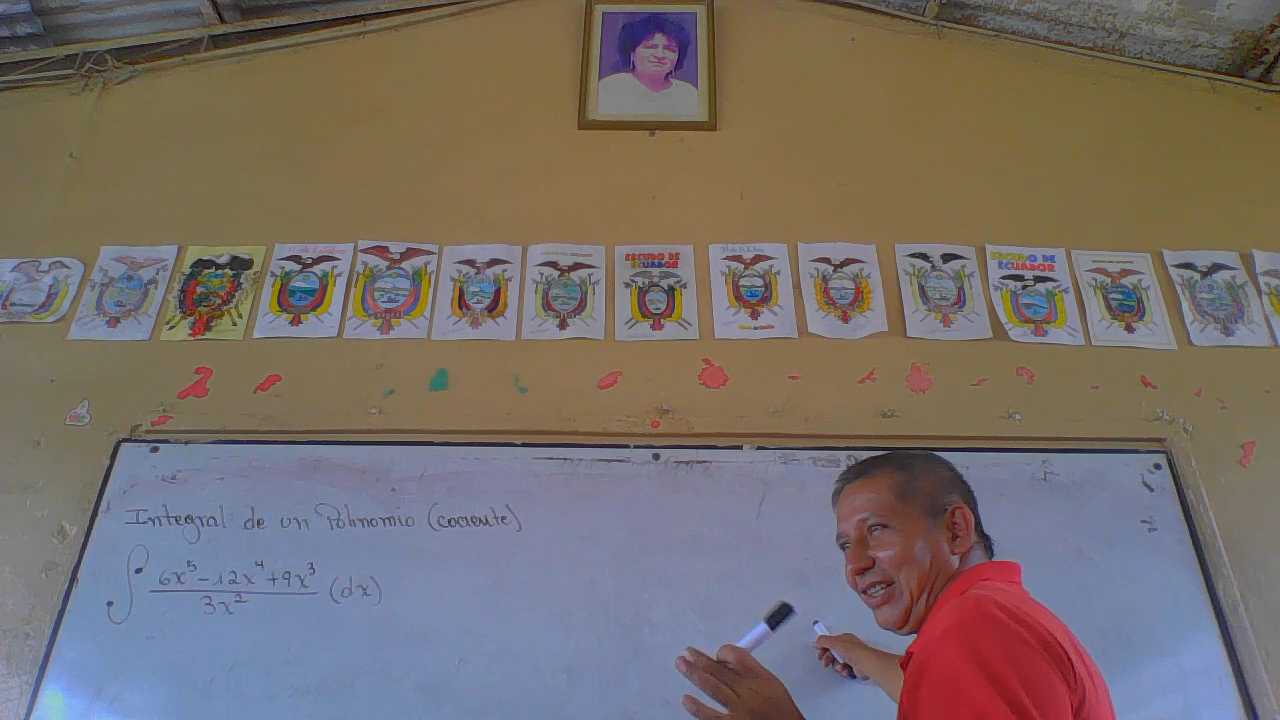 ESCUDO DE
ECUADOR
ESCUDO DE
ECUADOR
Integral de un Polinomio (cociente)
∫ (6x⁵ - 12x⁴ + 9x³)/(3x²) (dx)